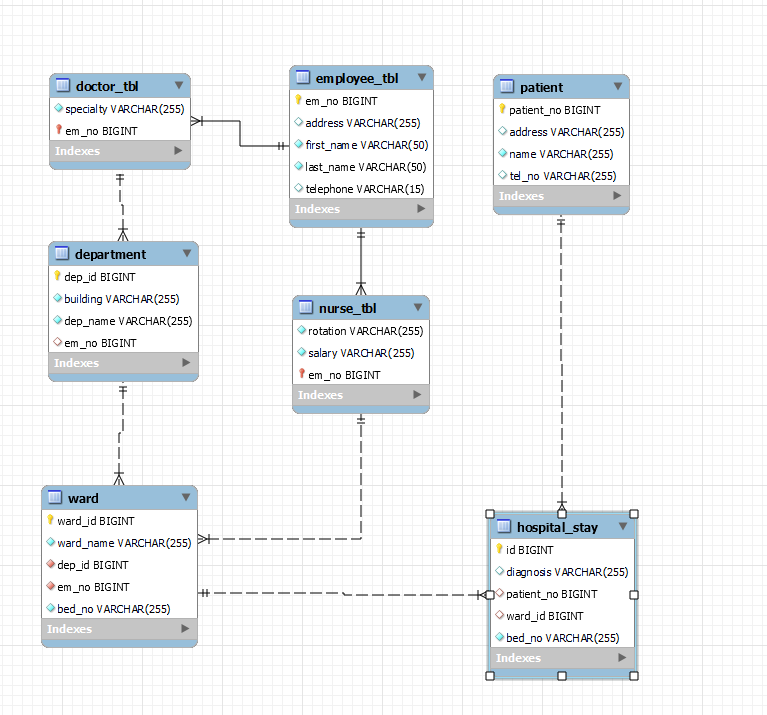 doctor_tbl
specialty VARCHAR(255)
em_no BIGINT
Indexes
employee_tbl
em_no BIGINT
address VARCHAR(255)
first_name VARCHAR(50)
last_name VARCHAR(50)
telephone VARCHAR(15)
Indexes
patient
patient_no BIGINT
address VARCHAR(255)
name VARCHAR(255)
tel_no VARCHAR(255)
Indexes
department
dep_id BIGINT
building VARCHAR(255)
dep_name VARCHAR(255)
em_no BIGINT
Indexes
nurse_tbl
rotation VARCHAR(255)
salary VARCHAR(255)
em_no BIGINT
Indexes
ward
ward_id BIGINT
ward_name VARCHAR(255)
dep_id BIGINT
em_no BIGINT
bed_no VARCHAR(255)
Indexes
hospital_stay
id BIGINT
diagnosis VARCHAR(255)
patient_no BIGINT
ward_id BIGINT
bed_no VARCHAR(255)
Indexes